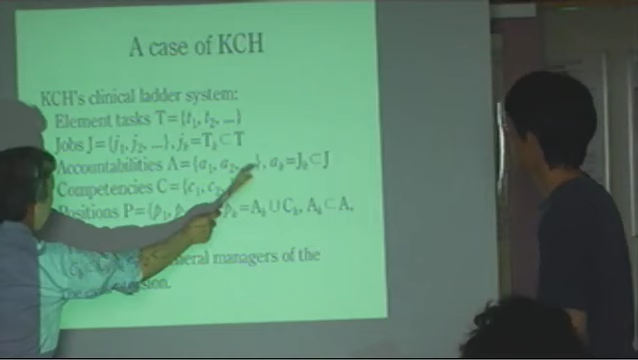 A case of KCH
KCH's clinical ladder system:
Element tasks T={t₁, t₂, ...}
Jobs J={j₁, j₂, ...}, jₖ=Tₖ⊂T
Accountabilities A={a₁, a₂, }, aₖ=Jₖ⊂J
Competencies C={c₁, c₂,
Positions P={p₁, pₖ=Aₖ∪Cₖ, Aₖ⊂A,
managers of the